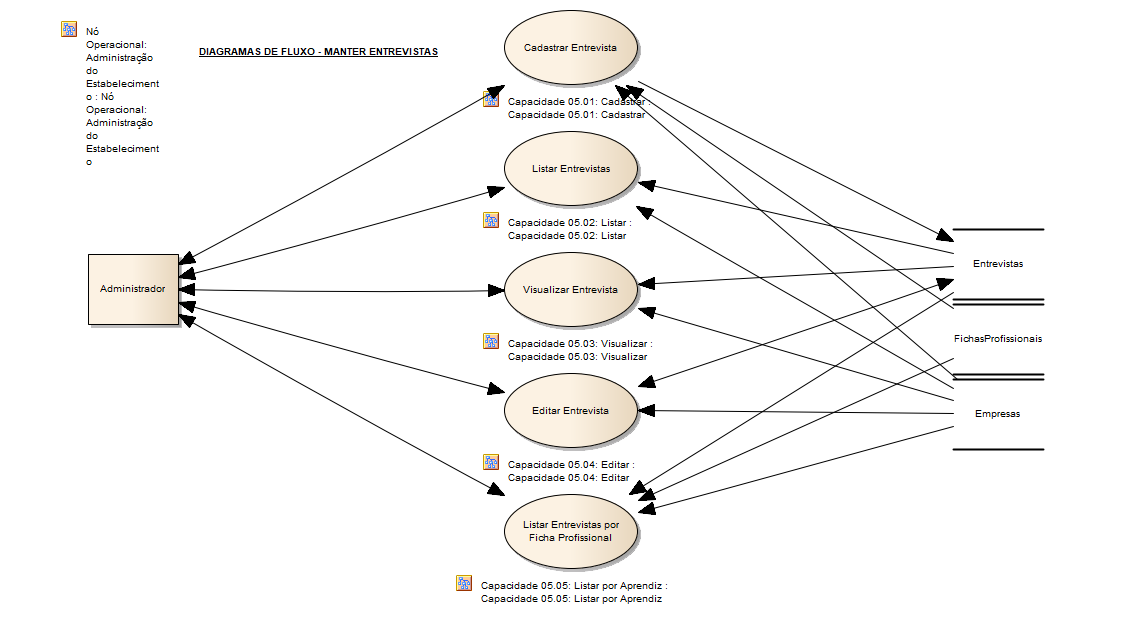 Nó
Operacional:
Administração
do
Estabeleciment
o : Nó
Operacional:
Administração
do
Estabeleciment
o
DIAGRAMAS DE FLUXO - MANTER ENTREVISTAS
Cadastrar Entrevista
Capacidade 05.01: Cadastrar :
Capacidade 05.01: Cadastrar
Listar Entrevistas
Capacidade 05.02: Listar :
Capacidade 05.02: Listar
Administrador
Visualizar Entrevista
Capacidade 05.03: Visualizar :
Capacidade 05.03: Visualizar
Editar Entrevista
Capacidade 05.04: Editar :
Capacidade 05.04: Editar
Listar Entrevistas por
Ficha Profissional
Capacidade 05.05: Listar por Aprendiz :
Capacidade 05.05: Listar por Aprendiz
Entrevistas
FichasProfissionais
Empresas